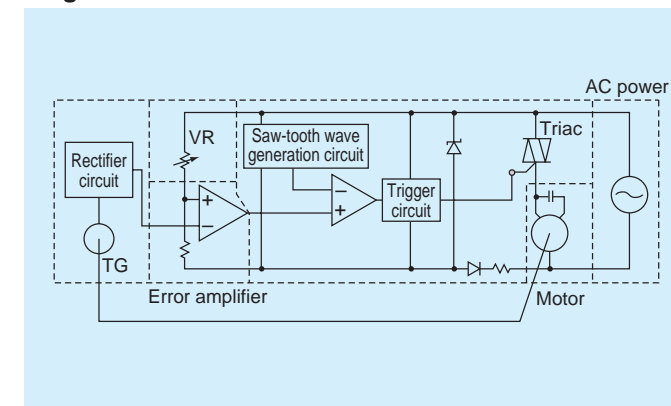 AC power
VR
Saw-tooth wave
generation circuit
Triac
Rectifier
circuit
+
−
−
+
Trigger
circuit
TG
Error amplifier
Motor